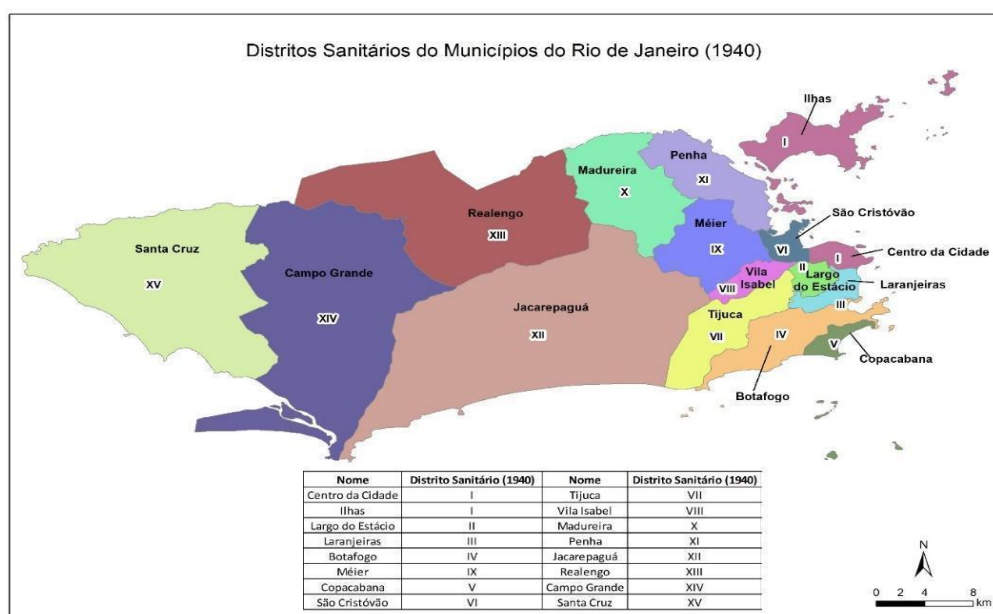 Distritos Sanitários do Municípios do Rio de Janeiro (1940)
Ilhas
I
Penha
XI
Madureira
X
Realengo
XIII
Méier
IX
São Cristóvão
VI
Centro da Cidade
I
II
Largo
do Estácio
Laranjeiras
III
Vila
Isabel
VIII
Santa Cruz
XV
Campo Grande
XIV
Jacarepaguá
XII
Tijuca
VII
IV
Botafogo
V
Copacabana
Nome Distrito Sanitário (1940) Nome Distrito Sanitário (1940)
Centro da Cidade I Tijuca VII
Ilhas I Vila Isabel VIII
Largo do Estácio II Madureira X
Laranjeiras III Penha XI
Botafogo IV Jacarepaguá XII
Méier IX Realengo XIII
Copacabana V Campo Grande XIV
São Cristóvão VI Santa Cruz XV
N
0 2 4 8
km